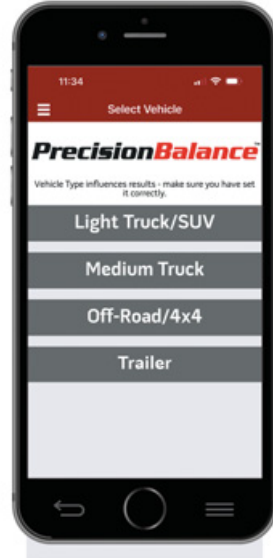 11:34
Select Vehicle
PrecisionBalance™
Vehicle Type influences results - make sure you have set
it correctly.
Light Truck/SUV
Medium Truck
Off-Road/4x4
Trailer